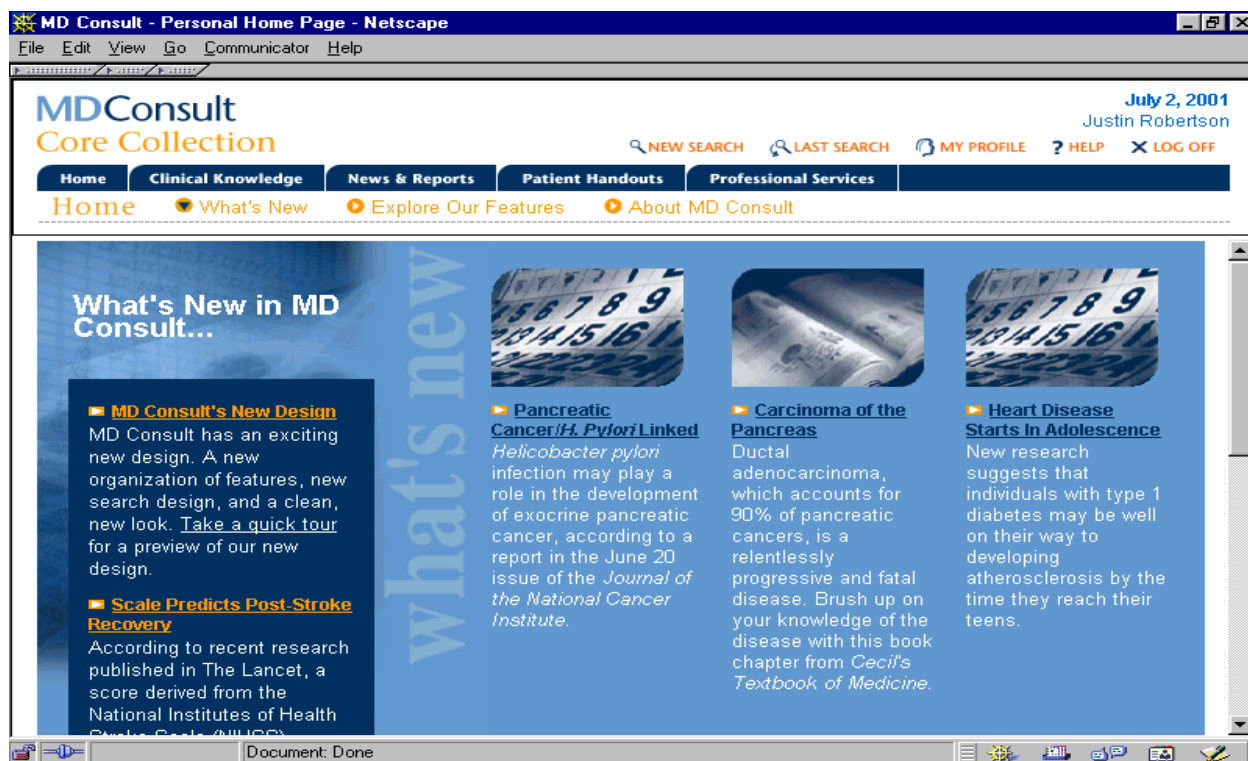 MD Consult - Personal Home Page - Netscape
File Edit View Go Communicator Help
MDConsult
Core Collection
July 2, 2001
Justin Robertson
NEW SEARCH LAST SEARCH MY PROFILE ? HELP X LOG OFF
Home Clinical Knowledge News & Reports Patient Handouts Professional Services
Home What's New Explore Our Features About MD Consult
What's New in MD
Consult...
MD Consult's New Design
MD Consult has an exciting
new design. A new
organization of features, new
search design, and a clean,
new look. Take a quick tour
for a preview of our new
design.
Scale Predicts Post-Stroke
Recovery
According to recent research
published in The Lancet, a
score derived from the
National Institutes of Health
Stroke Scale (NIHSS)
what's new
Pancreatic
Cancer/H. Pylori Linked
Helicobacter pylori
infection may play a
role in the development
of exocrine pancreatic
cancer, according to a
report in the June 20
issue of the Journal of
the National Cancer
Institute.
Carcinoma of the
Pancreas
Ductal
adenocarcinoma,
which accounts for
90% of pancreatic
cancers, is a
relentlessly
progressive and fatal
disease. Brush up on
your knowledge of the
disease with this book
chapter from Cecil's
Textbook of Medicine.
Heart Disease
Starts In Adolescence
New research
suggests that
individuals with type 1
diabetes may be well
on their way to
developing
atherosclerosis by the
time they reach their
teens.
Document: Done